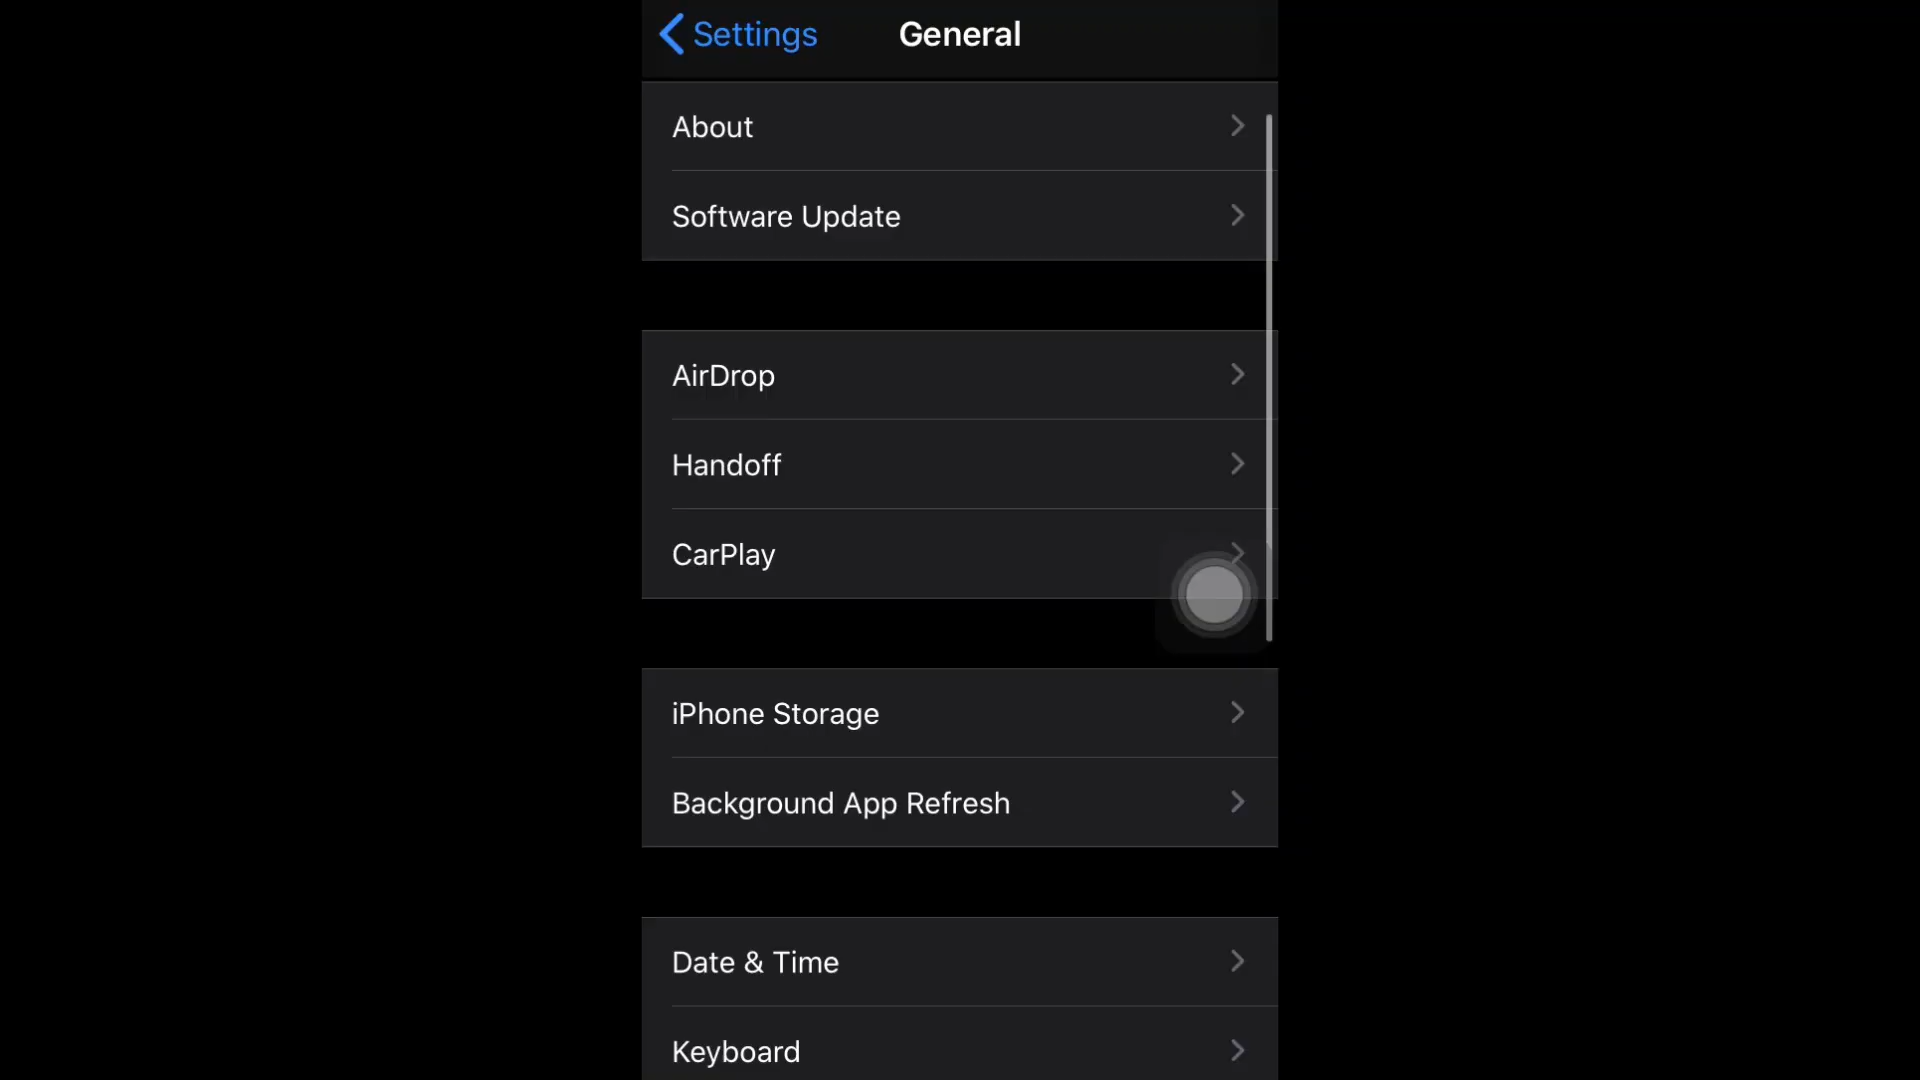 Settings
General
About
Software Update
AirDrop
Handoff
CarPlay
iPhone Storage
Background App Refresh
Date & Time
Keyboard